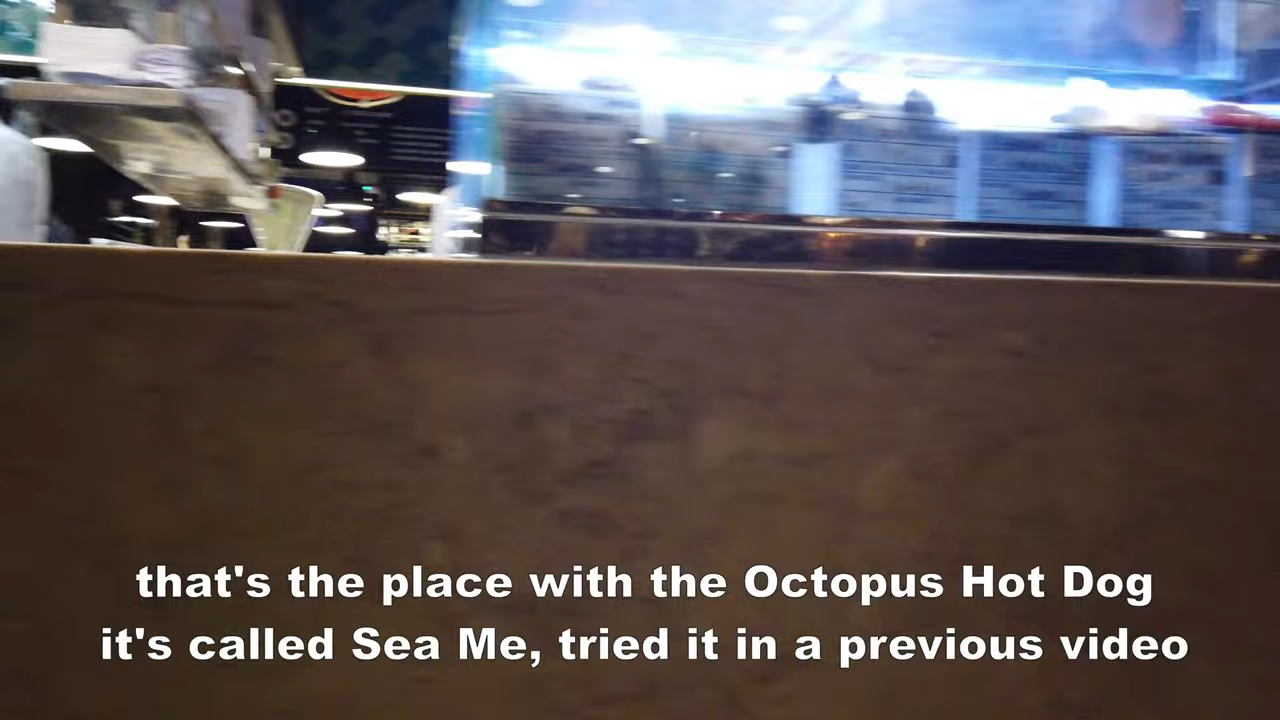 that's the place with the Octopus Hot Dog
it's called Sea Me, tried it in a previous video